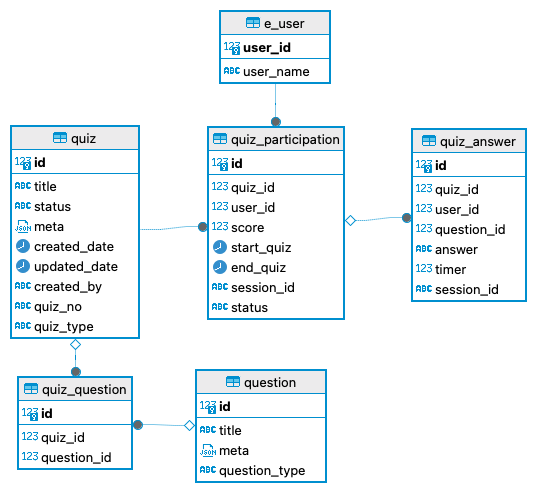 e_user
123 user_id
ABC user_name
quiz
123 id
ABC title
ABC status
JSON meta
created_date
updated_date
ABC created_by
ABC quiz_no
ABC quiz_type
quiz_participation
123 id
123 quiz_id
123 user_id
123 score
start_quiz
end_quiz
ABC session_id
ABC status
quiz_answer
123 id
123 quiz_id
123 user_id
123 question_id
ABC answer
123 timer
ABC session_id
quiz_question
123 id
123 quiz_id
123 question_id
question
123 id
ABC title
JSON meta
ABC question_type